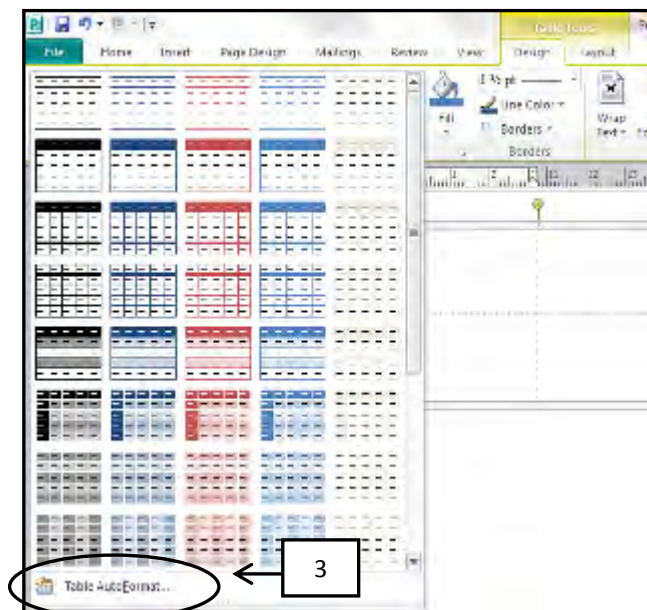 Table Tools
File Home Insert Page Design Mailings Review View Design Layout
Fill
Line Color
Borders
Wrap
Text
Borders
3
Table AutoFormat...